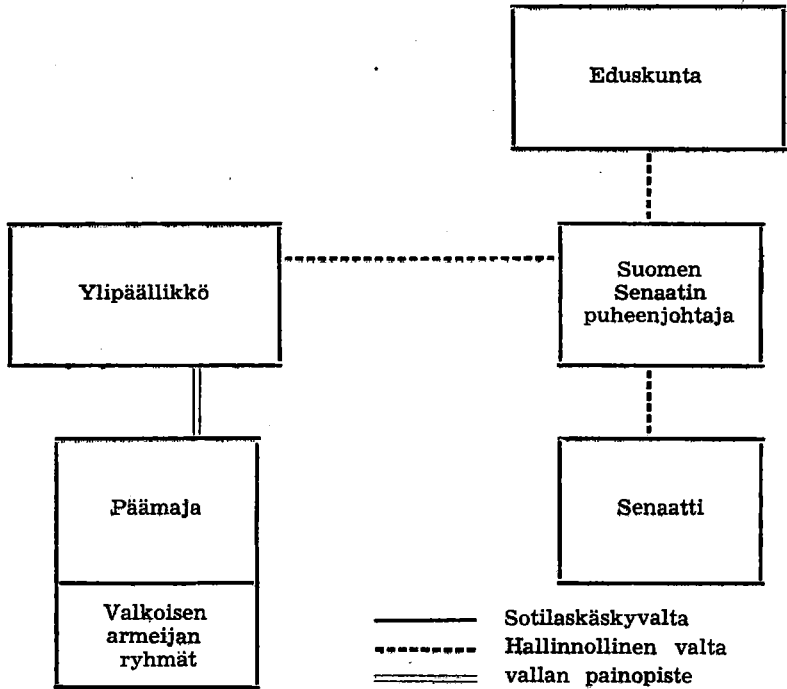 Eduskunta
Ylipäällikkö
Suomen
Senaatin
puheenjohtaja
Päämaja
Senaatti
Valkoisen
armeijan
ryhmät
Sotilaskäskyvalta
Hallinnollinen valta
vallan painopiste